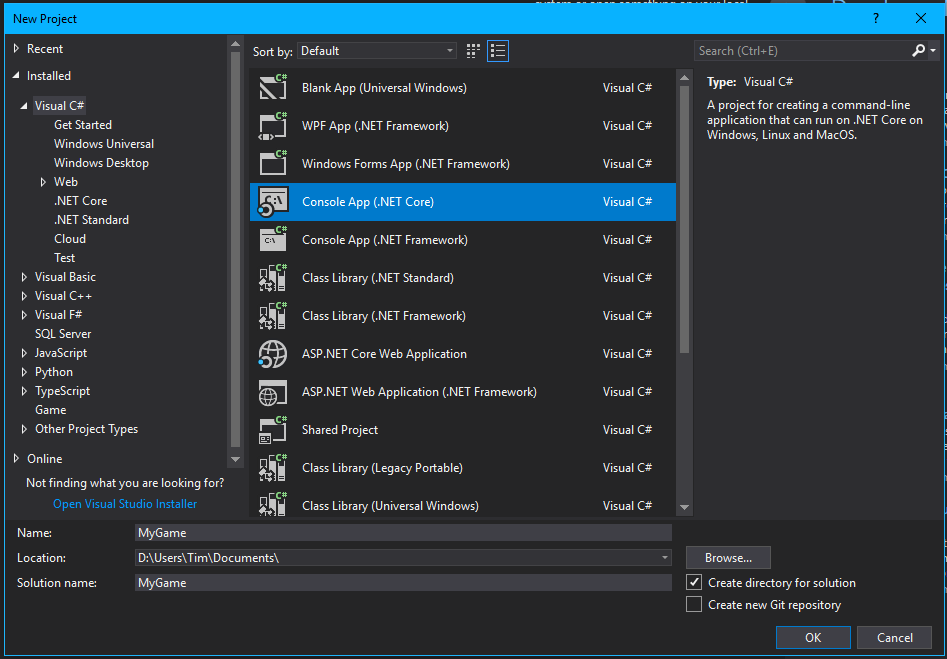 New Project
? ✕
Recent
Installed
Visual C#
Get Started
Windows Universal
Windows Desktop
Web
.NET Core
.NET Standard
Cloud
Test
Visual Basic
Visual C++
Visual F#
SQL Server
JavaScript
Python
TypeScript
Game
Other Project Types
Online
Not finding what you are looking for?
Open Visual Studio Installer
Sort by: Default
Blank App (Universal Windows) Visual C#
WPF App (.NET Framework) Visual C#
Windows Forms App (.NET Framework) Visual C#
Console App (.NET Core) Visual C#
Console App (.NET Framework) Visual C#
Class Library (.NET Standard) Visual C#
Class Library (.NET Framework) Visual C#
ASP.NET Core Web Application Visual C#
ASP.NET Web Application (.NET Framework) Visual C#
Shared Project Visual C#
Class Library (Legacy Portable) Visual C#
Class Library (Universal Windows) Visual C#
Search (Ctrl+E)
Type: Visual C#
A project for creating a command-line
application that can run on .NET Core on
Windows, Linux and MacOS.
Name: MyGame
Location: D:\Users\Tim\Documents\
Browse...
Solution name: MyGame
Create directory for solution
Create new Git repository
OK
Cancel